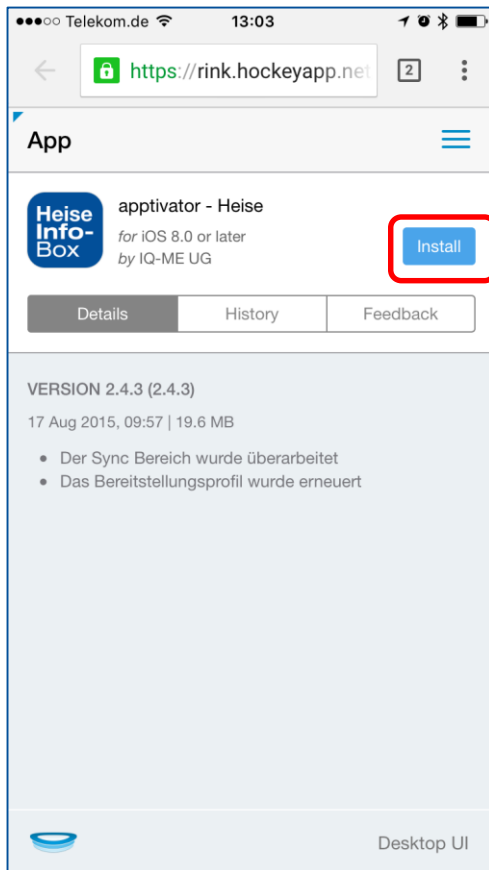 Telekom.de 13:03
https://rink.hockeyapp.net
2
App
Heise
Info-
Box
apptivator - Heise
for iOS 8.0 or later
by IQ-ME UG
Install
Details History Feedback
VERSION 2.4.3 (2.4.3)
17 Aug 2015, 09:57 | 19.6 MB
• Der Sync Bereich wurde überarbeitet
• Das Bereitstellungsprofil wurde erneuert
Desktop UI